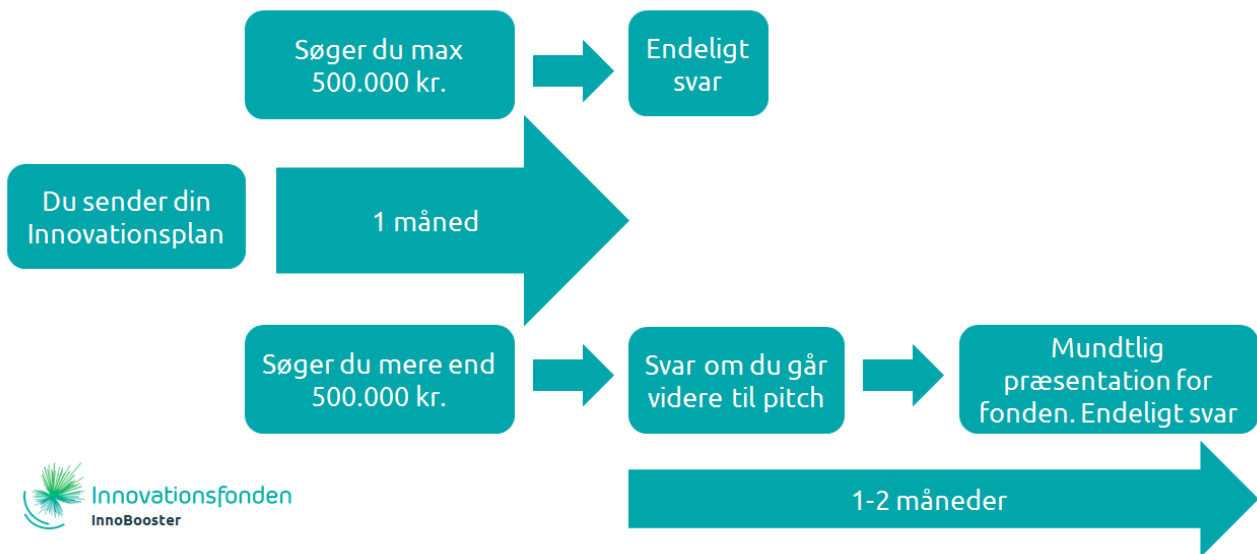 Søger du max
500.000 kr.
Endeligt
svar
Du sender din
Innovationsplan
1 måned
Søger du mere end
500.000 kr.
Svar om du går
videre til pitch
Mundtlig
præsentation for
fonden. Endeligt svar
1-2 måneder
Innovationsfonden
InnoBooster